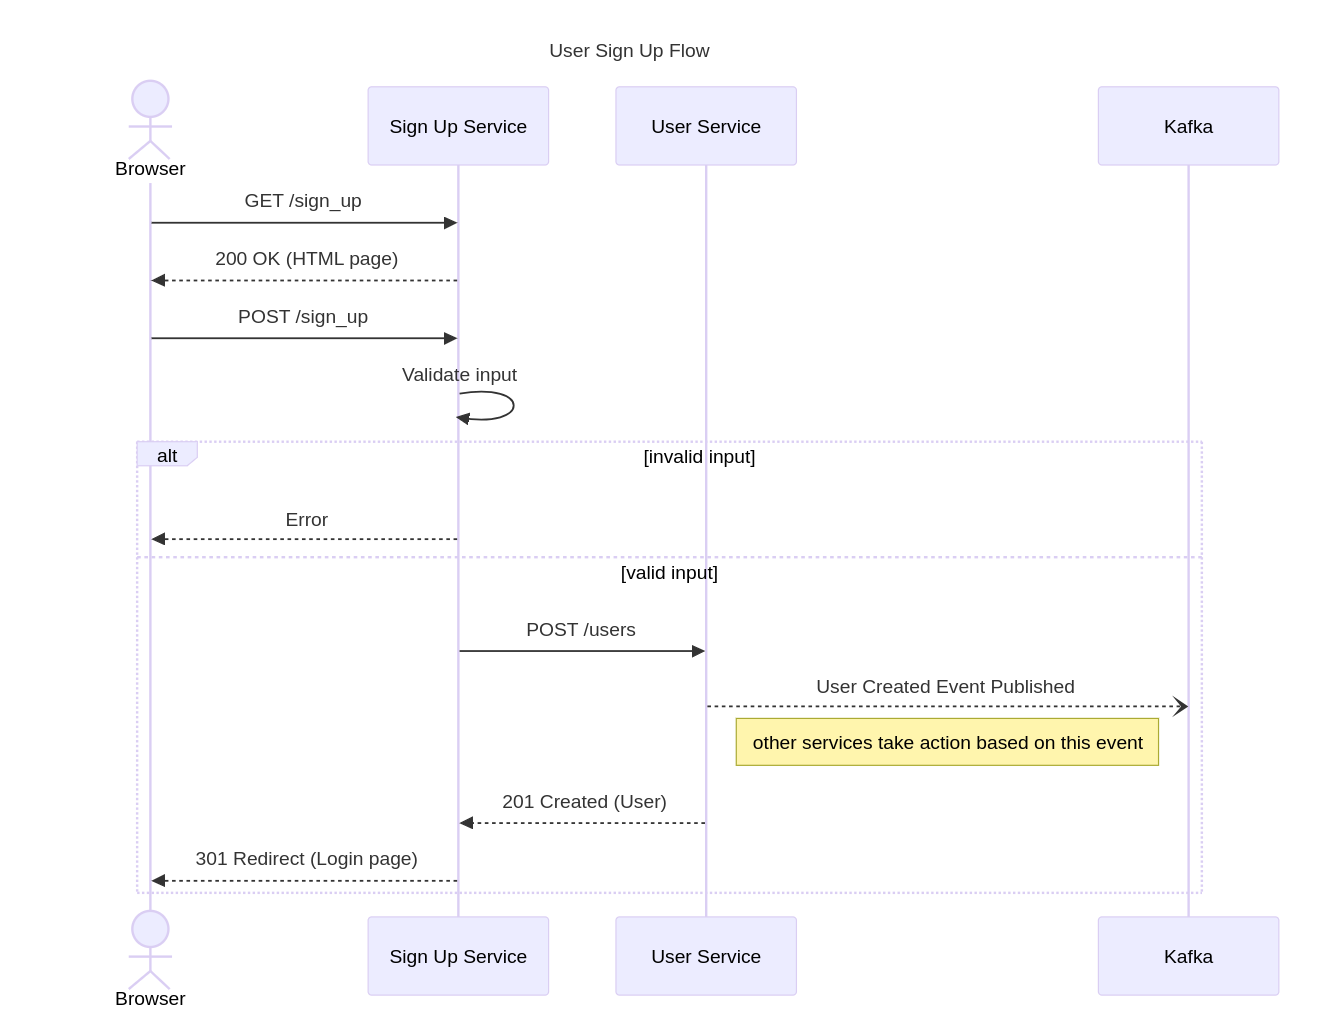 User Sign Up Flow
Browser
Sign Up Service
User Service
Kafka
GET /sign_up
200 OK (HTML page)
POST /sign_up
Validate input
alt
[invalid input]
Error
[valid input]
POST /users
User Created Event Published
other services take action based on this event
201 Created (User)
301 Redirect (Login page)
Browser
Sign Up Service
User Service
Kafka